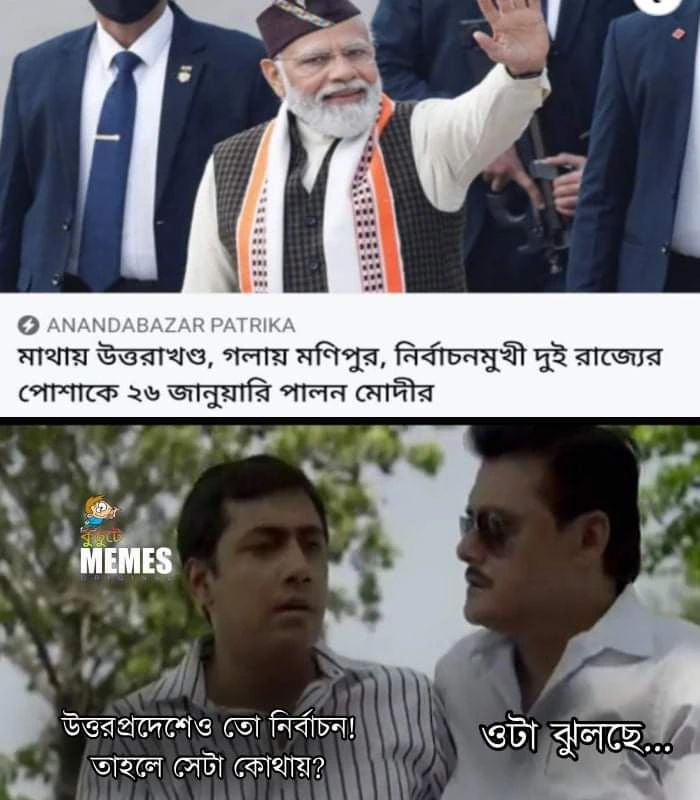 ANANDABAZAR PATRIKA
মাথায় উত্তরাখণ্ড, গলায় মণিপুর, নির্বাচনমুখী দুই রাজ্যের
পোশাকে ২৬ জানুয়ারি পালন মোদীর
MEMES
উত্তরপ্রদেশেও তো নির্বাচন!
তাহলে সেটা কোথায়?
ওটা ঝুলছে...